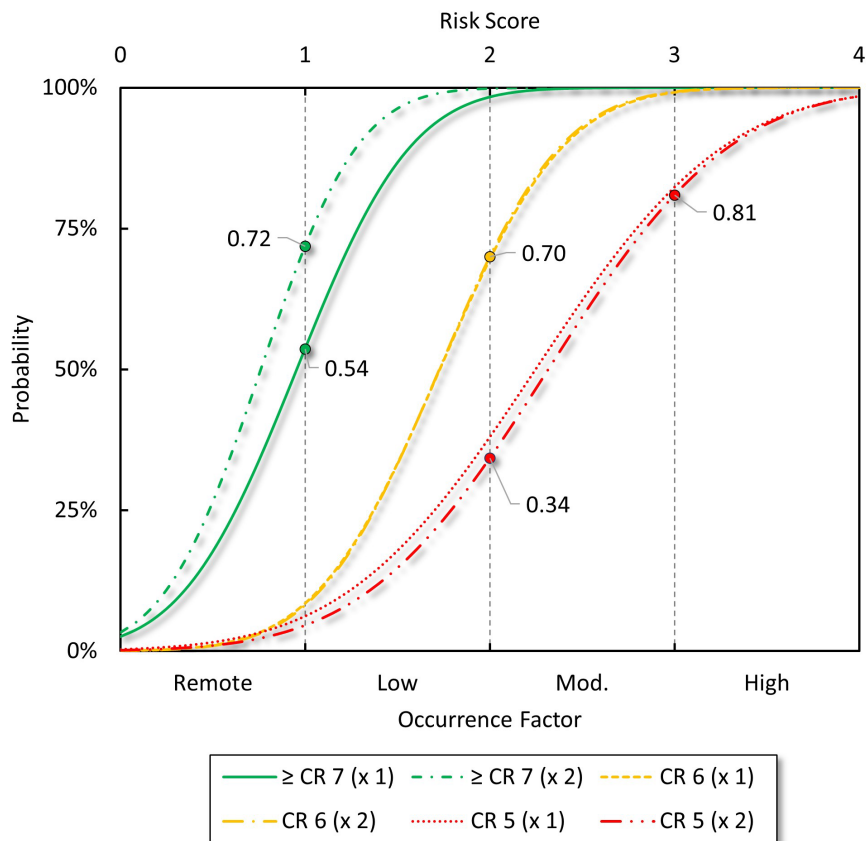 Risk Score
0 1 2 3 4
100%
75%
50%
25%
0%
Probability
0.72
0.54
0.70
0.81
0.34
Remote Low Mod. High
Occurrence Factor
≥ CR 7 (x 1) ≥ CR 7 (x 2) CR 6 (x 1)
CR 6 (x 2) CR 5 (x 1) CR 5 (x 2)